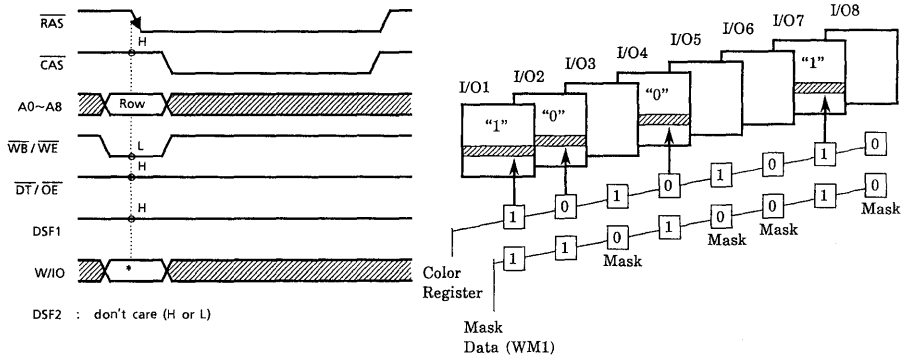 RAS
H
CAS
A0~A8
Row
WB / WE
L
H
DT / OE
H
DSF1
W/IO
*
DSF2 : don't care (H or L)
I/O1
I/O2
I/O3
I/O4
I/O5
I/O6
I/O7
I/O8
"1"
"0"
"0"
"1"
1 0 1 0 1 0 1 0
Color
Register
1 1 0 1 0 0 1 0
Mask
Mask
Mask
Mask
Mask
Data (WM1)